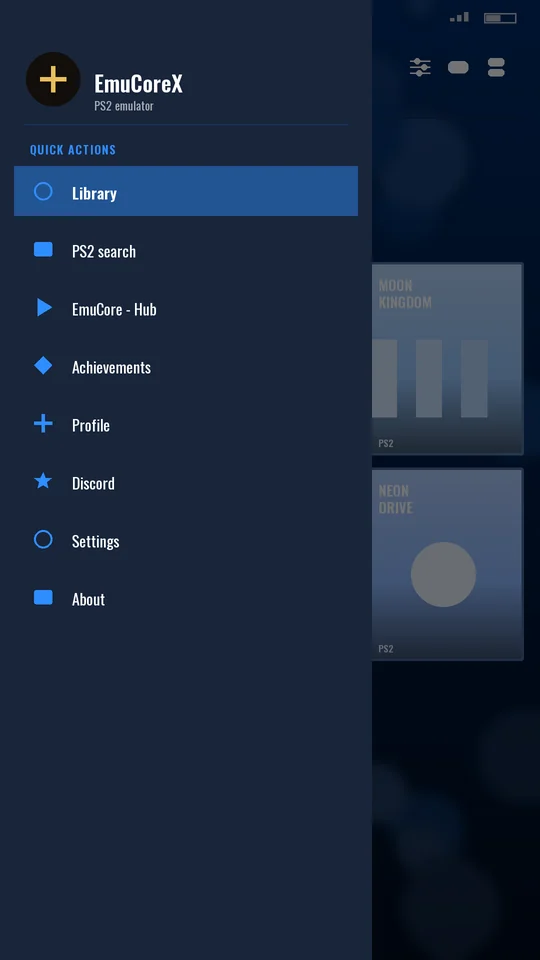 EmuCoreX
PS2 emulator
QUICK ACTIONS
Library
PS2 search
EmuCore - Hub
Achievements
Profile
Discord
Settings
About
MOON
KINGDOM
PS2
NEON
DRIVE
PS2